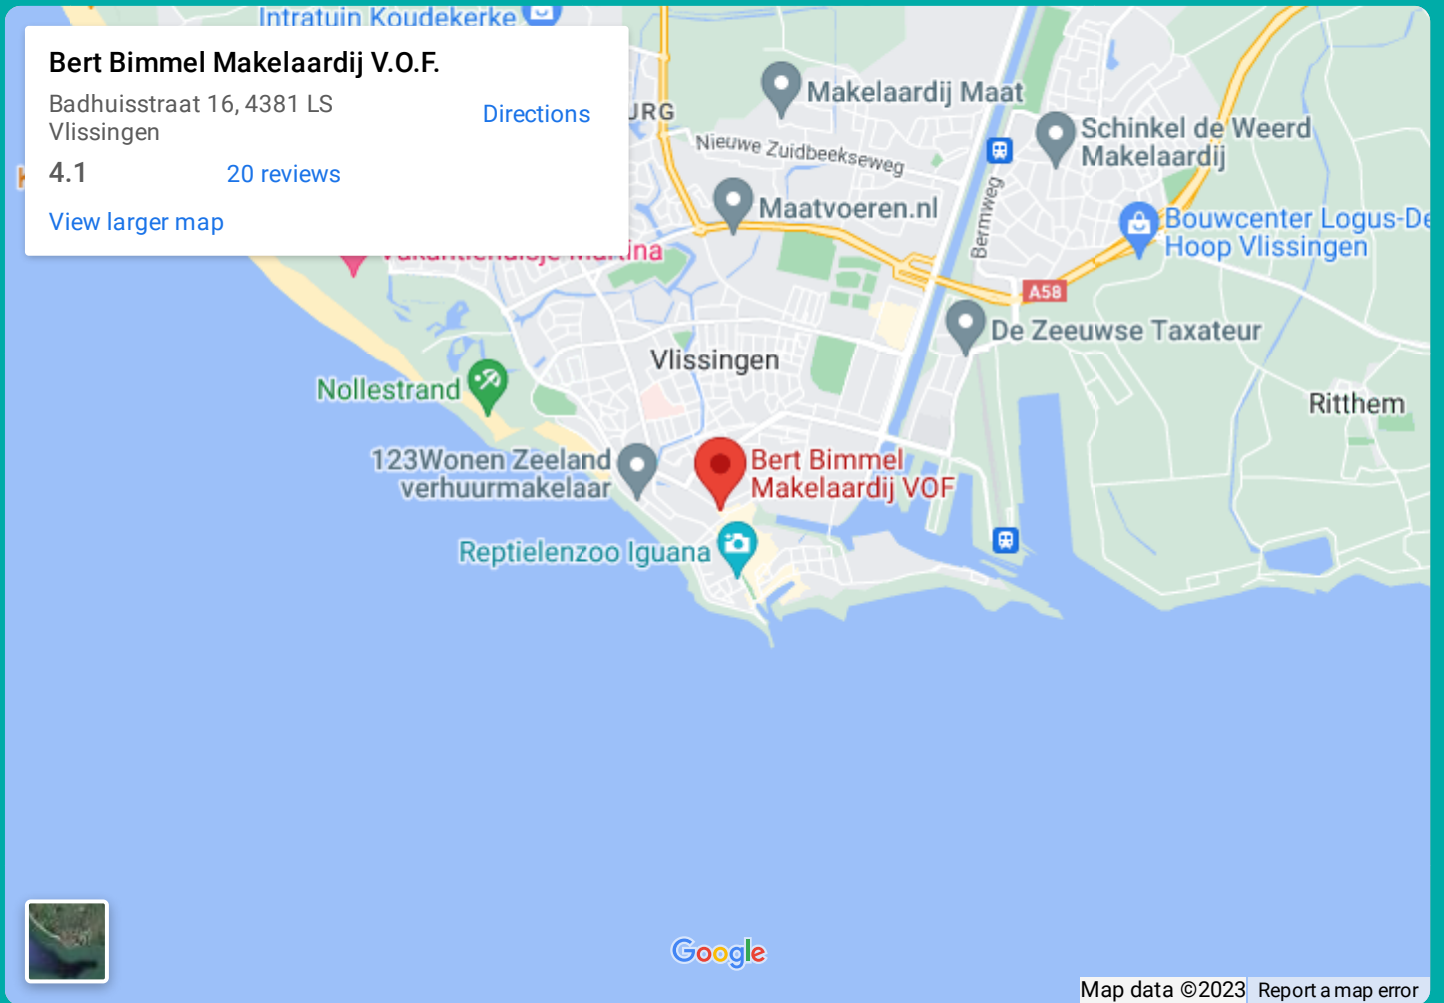 Intratuin Koudekerke
Bert Bimmel Makelaardij V.O.F.
Badhuisstraat 16, 4381 LS
Vlissingen
Directions
4.1
20 reviews
View larger map
Makelaardij Maat
Schinkel de Weerd
Makelaardij
Nieuwe Zuidbeekseweg
Maatvoeren.nl
Bermweg
Bouwcenter Logus-De
Hoop Vlissingen
A58
De Zeeuwse Taxateur
Vlissingen
Nollestrand
Ritthem
123Wonen Zeeland
verhuurmakelaar
Bert Bimmel
Makelaardij VOF
Reptielenzoo Iguana
Google
Map data ©2023
Report a map error